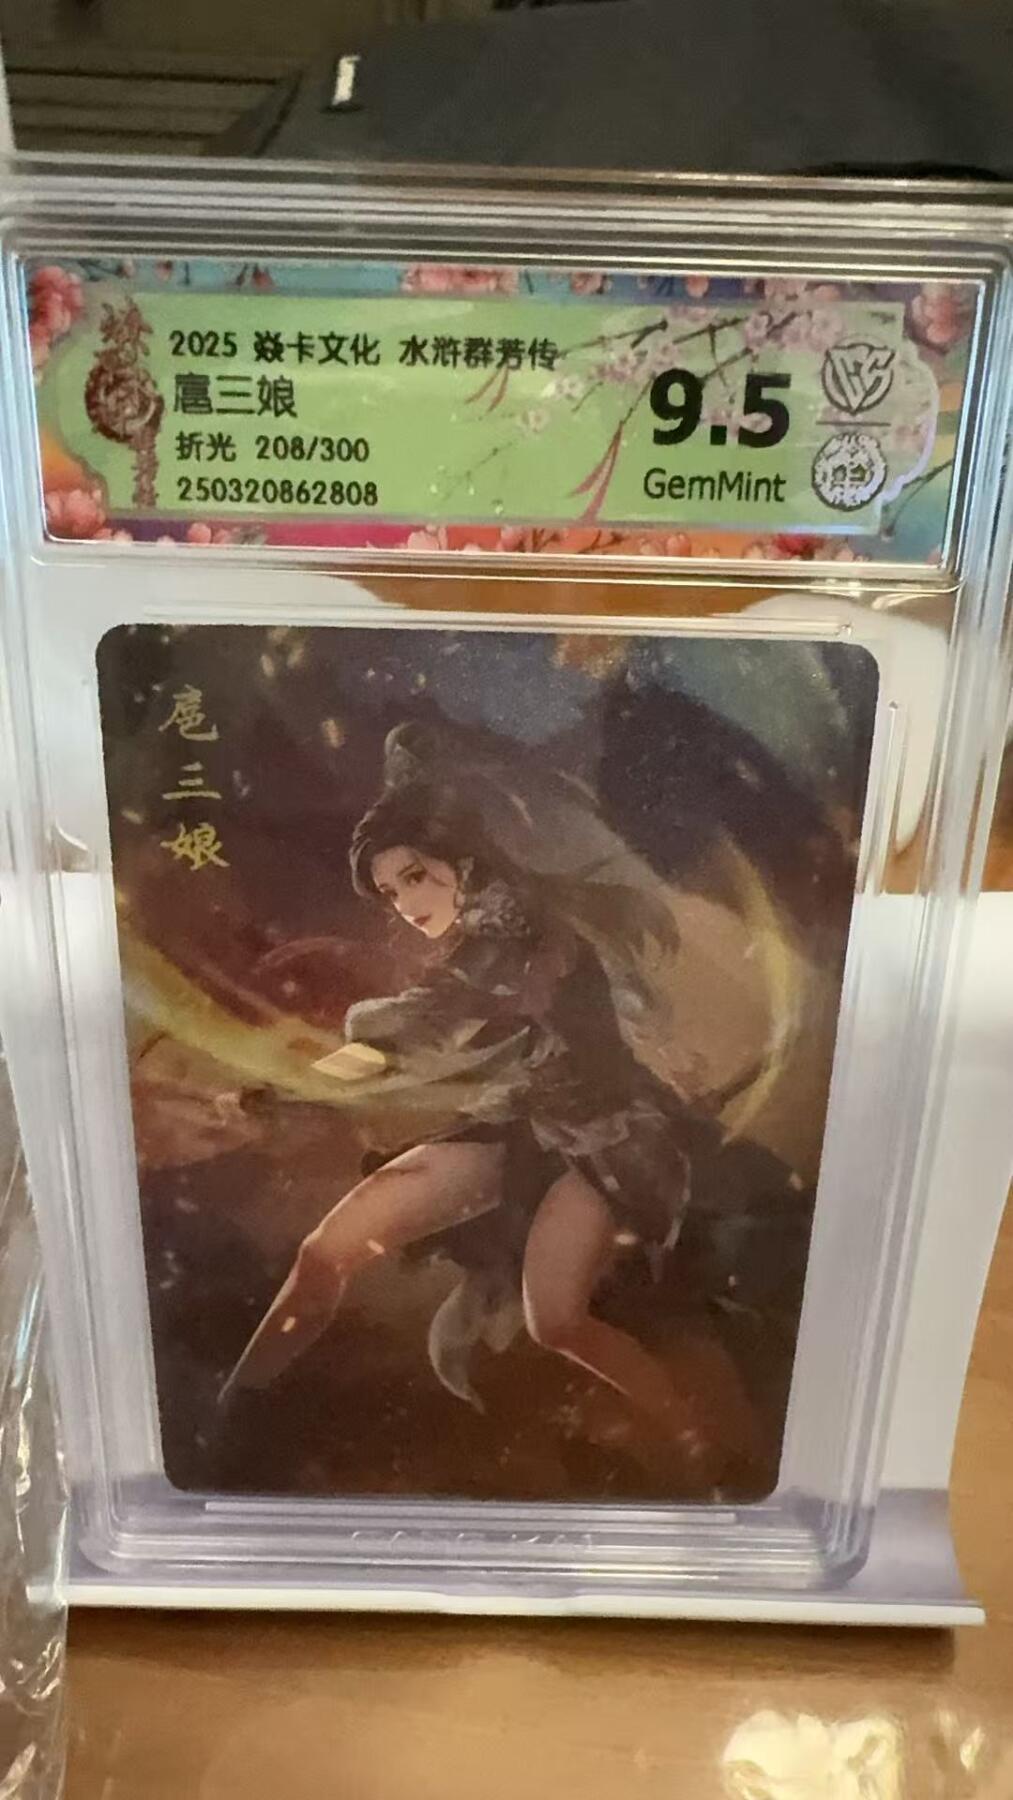 2025 焱卡文化 水浒群芳传
扈三娘
折光 208/300
250320862808
9.5
GemMint
扈三娘